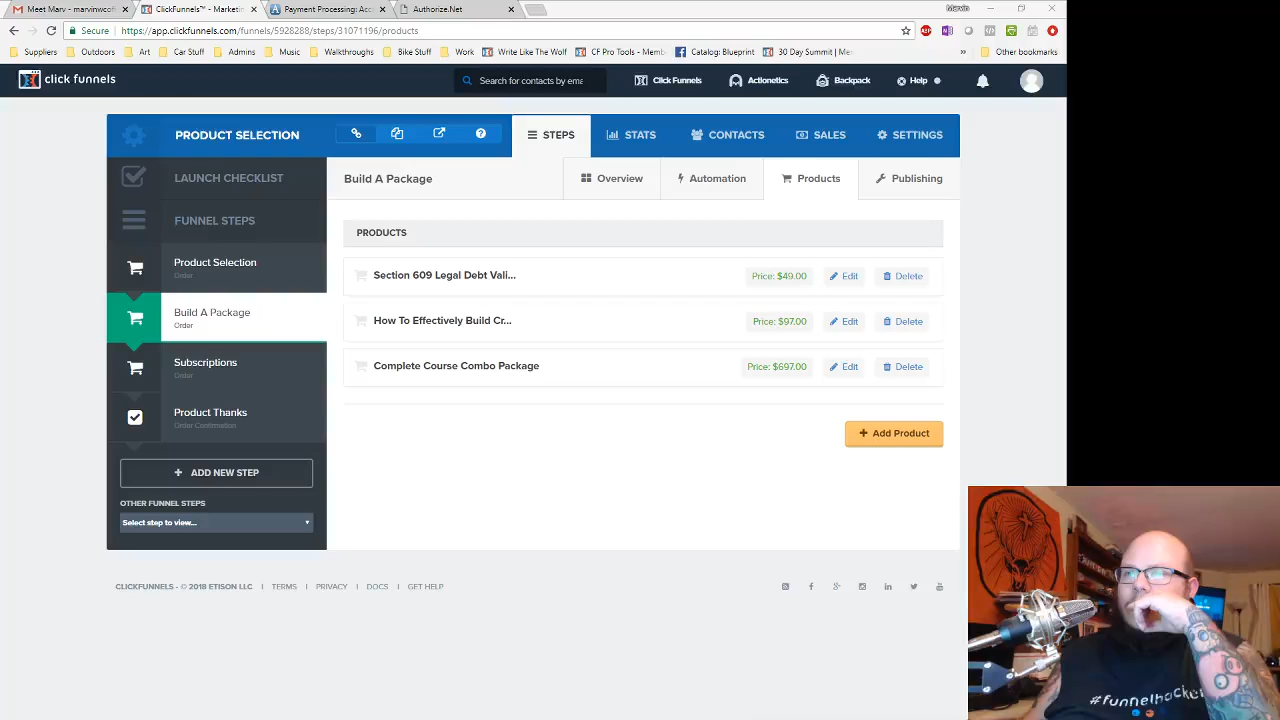 Meet Marv - marvinwcoff
ClickFunnels™ - Marketin
Payment Processing: Acc
Authorize.Net
Marvin
Secure
https://app.clickfunnels.com/funnels/5608288/steps/31071196/products
Suppliers
Outdoors
Art
Car Stuff
Admins
Music
Walkthroughs
Bike Stuff
Work
Write Like The Wolf
CF Pro Tools - Memb
Catalog: Blueprint
30 Day Summit | Me
»
Other bookmarks
click funnels
Search for contacts by ema
Click Funnels
Actionetics
Backpack
Help
PRODUCT SELECTION
STEPS
STATS
CONTACTS
SALES
SETTINGS
LAUNCH CHECKLIST
Build A Package
Overview
Automation
Products
Publishing
FUNNEL STEPS
PRODUCTS
Product Selection
Order
Section 609 Legal Debt Vali...
Price: $49.00
Edit
Delete
Build A Package
Order
How To Effectively Build Cr...
Price: $97.00
Edit
Delete
Subscriptions
Order
Complete Course Combo Package
Price: $697.00
Edit
Delete
Product Thanks
Order Confirmation
+ Add Product
+ ADD NEW STEP
OTHER FUNNEL STEPS
Select step to view...
CLICKFUNNELS - © 2018 ETISON LLC | TERMS | PRIVACY | DOCS | GET HELP
#funnelhacker